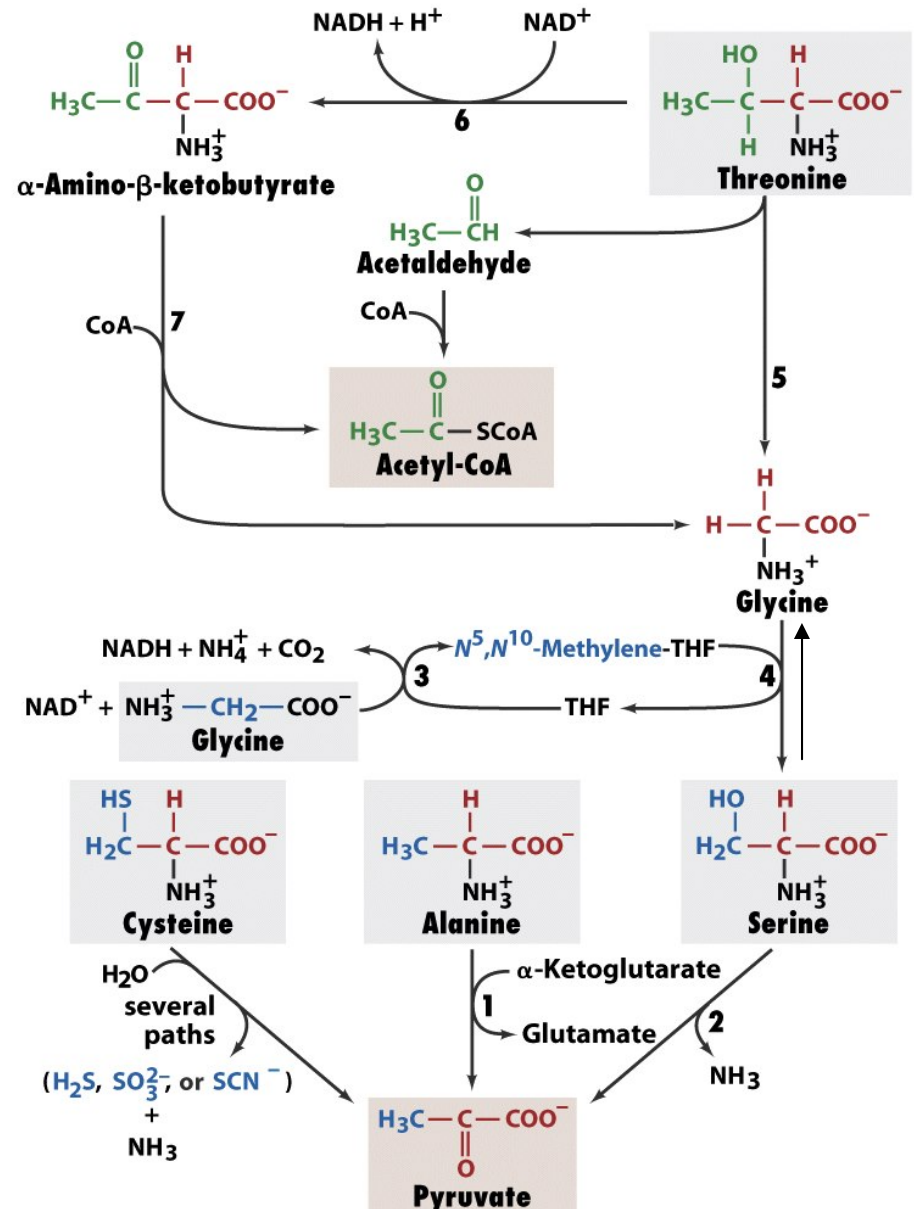 NADH + H⁺ NAD⁺
O H HO H
H₃C—C—C—COO⁻ H₃C—C—C—COO⁻
6
NH₃⁺ H NH₃⁺
α-Amino-β-ketobutyrate Threonine
O
H₃C—CH
Acetaldehyde
CoA 7 CoA
5
O
H₃C—C—SCoA
Acetyl-CoA
H
H—C—COO⁻
NH₃⁺
Glycine
NADH + NH₄⁺ + CO₂ N⁵,N¹⁰-Methylene-THF
3 4
NAD⁺ + NH₃⁺—CH₂—COO⁻ THF
Glycine
HS H H HO H
H₂C—C—COO⁻ H₃C—C—COO⁻ H₂C—C—COO⁻
NH₃⁺ NH₃⁺ NH₃⁺
Cysteine Alanine Serine
H₂O α-Ketoglutarate
several 1 2
paths Glutamate
(H₂S, SO₃²⁻, or SCN⁻) NH₃
+
NH₃
H₃C—C—COO⁻
O
Pyruvate